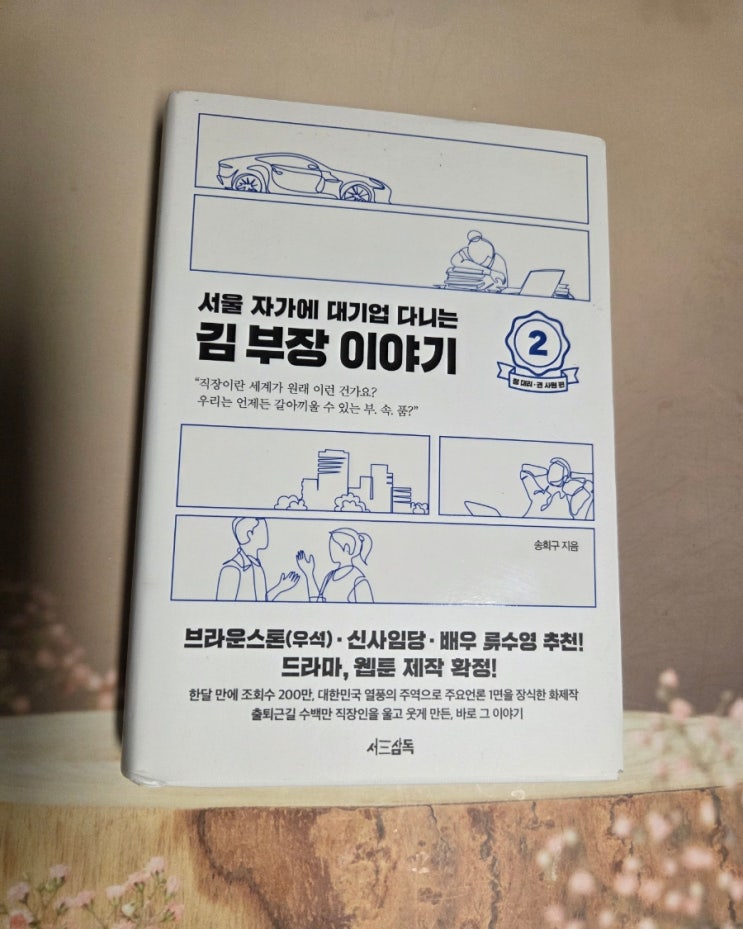 서울 자가에 대기업 다니는
김 부장 이야기
2
정 대리·권 사원 편
“직장이란 세계가 원래 이런 건가요?
우리는 언제든 갈아끼울 수 있는 부. 속. 품?”
송희구 지음
브라운스톤(우석)·신사임당·배우 류수영 추천!
드라마, 웹툰 제작 확정!
한달 만에 조회수 200만, 대한민국 열풍의 주역으로 주요언론 1면을 장식한 화제작
출퇴근길 수백만 직장인을 울고 웃게 만든, 바로 그 이야기
서삼독